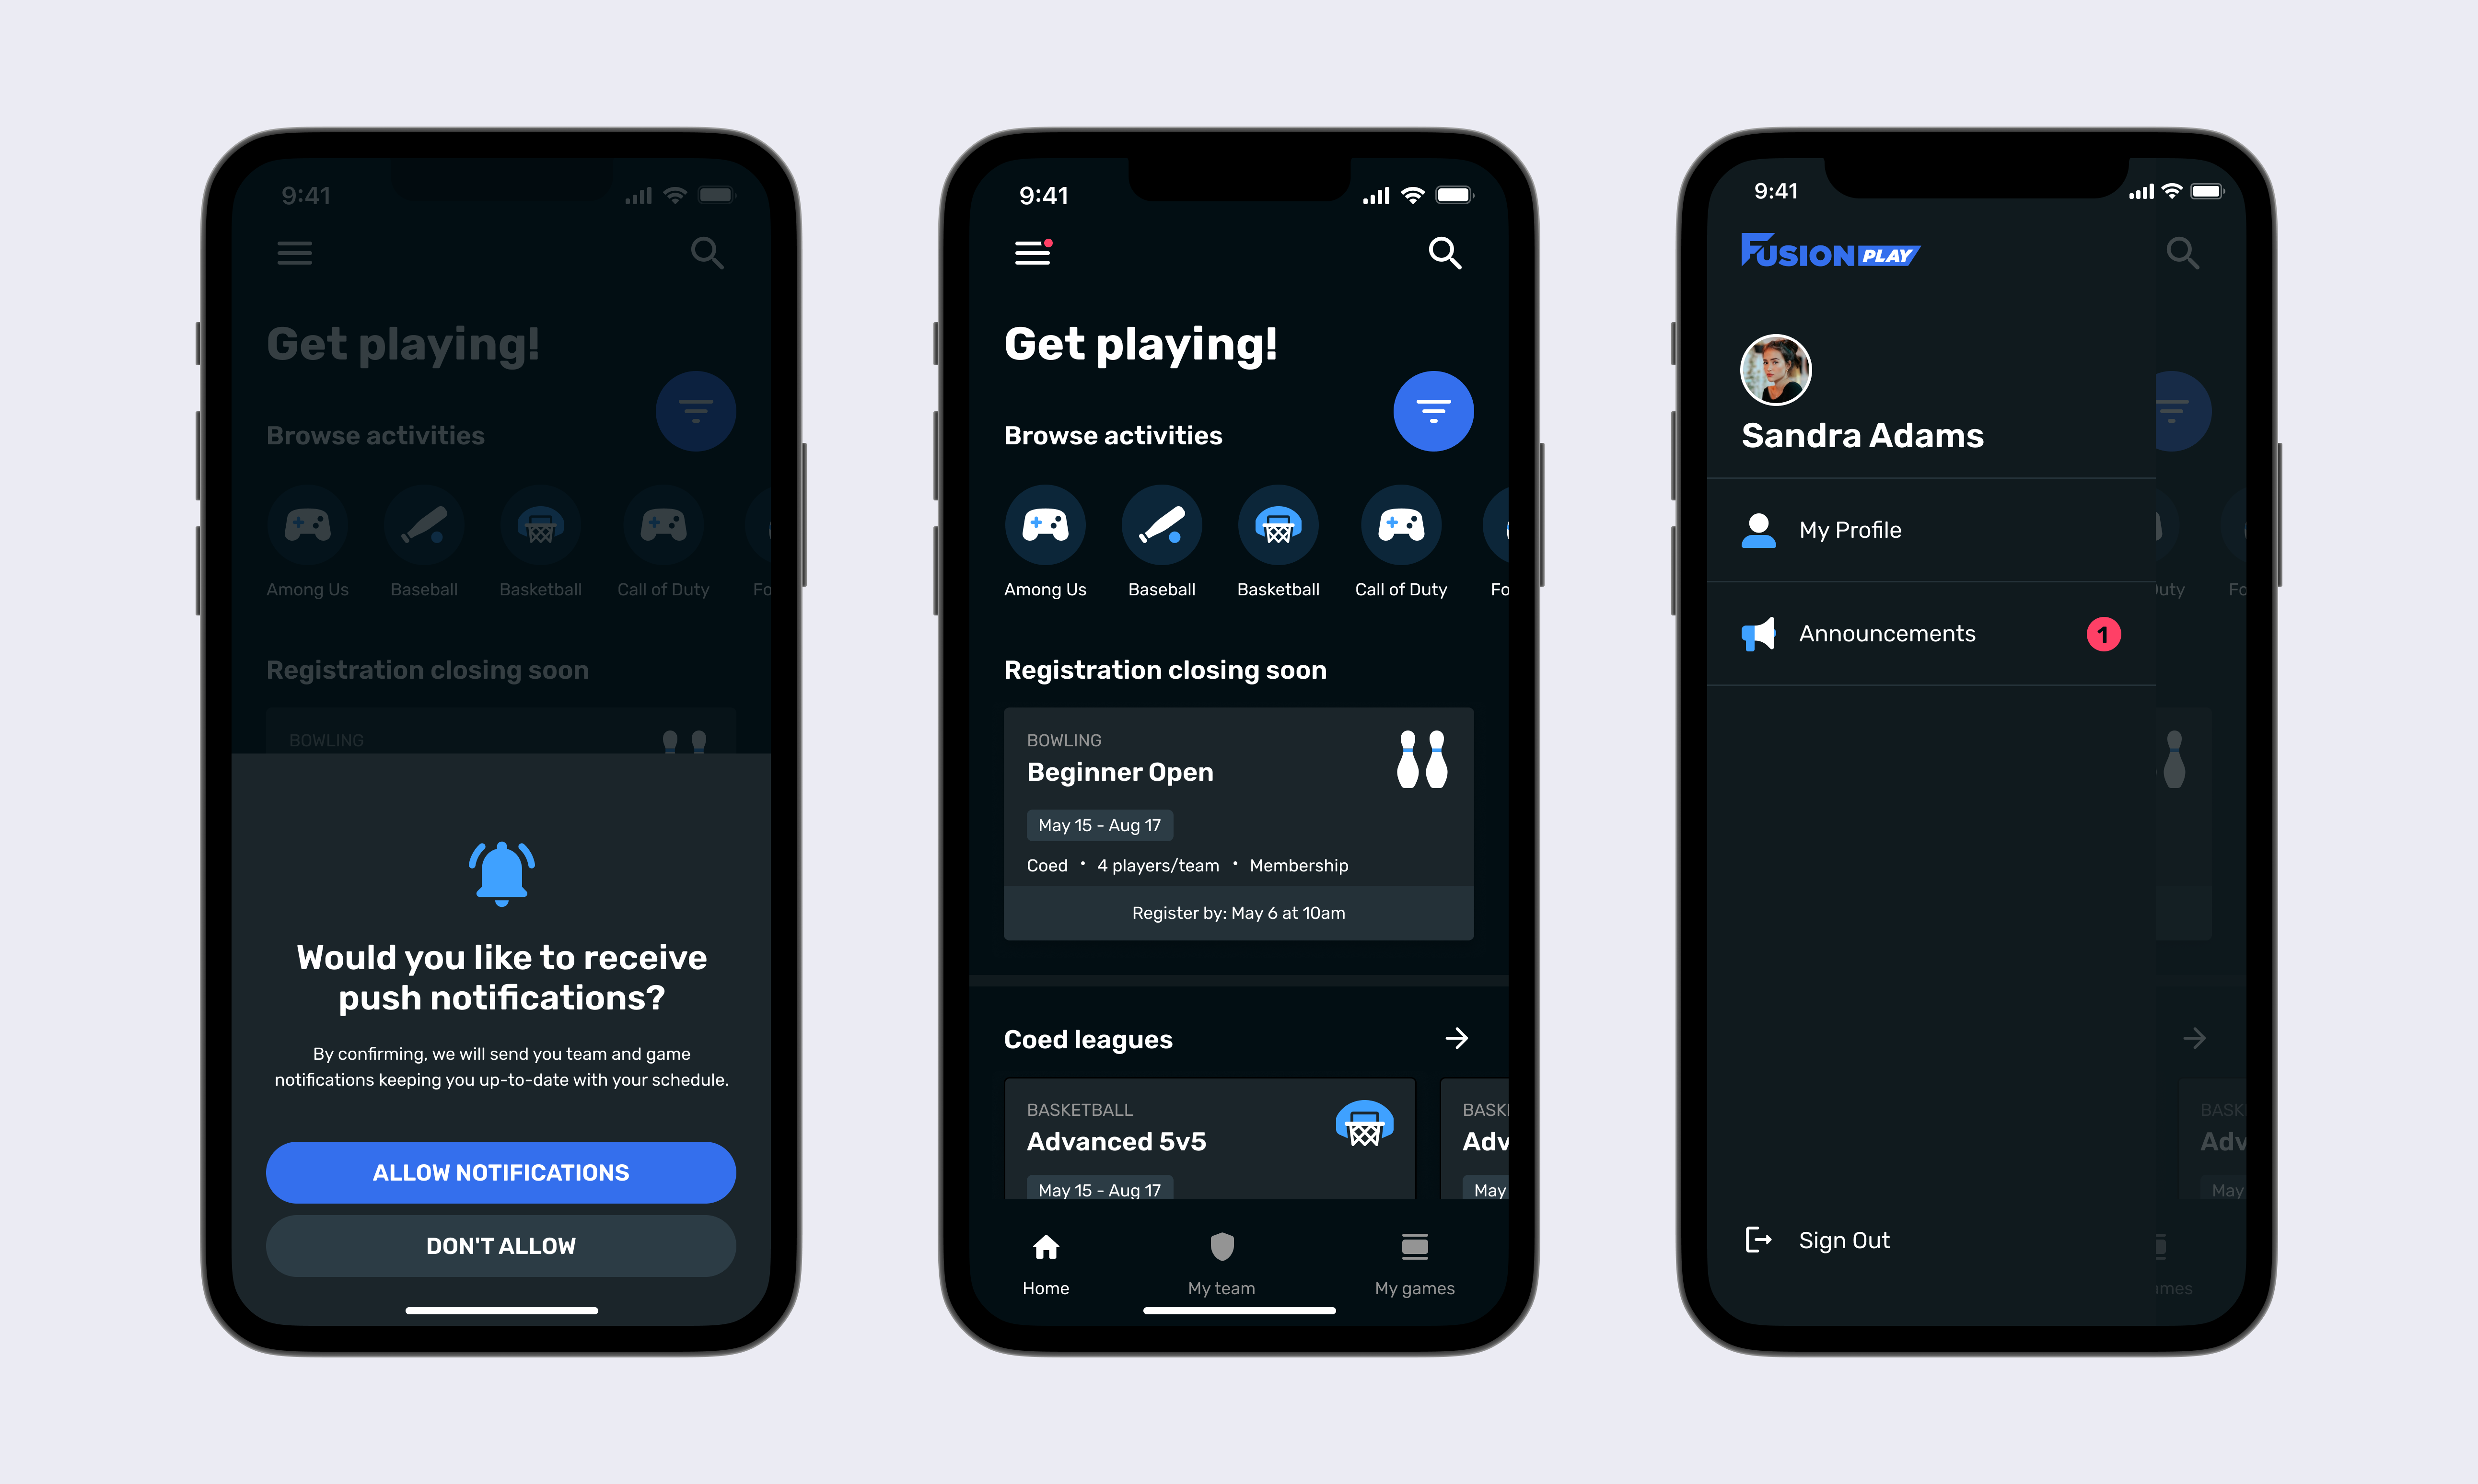 9:41
Get playing!
Browse activities
Among Us
Baseball
Basketball
Call of Duty
Fo
Registration closing soon
BOWLING
Would you like to receive
push notifications?
By confirming, we will send you team and game
notifications keeping you up-to-date with your schedule.
ALLOW NOTIFICATIONS
DON'T ALLOW
9:41
Get playing!
Browse activities
Among Us
Baseball
Basketball
Call of Duty
Fo
Registration closing soon
BOWLING
Beginner Open
May 15 - Aug 17
Coed • 4 players/team • Membership
Register by: May 6 at 10am
Coed leagues
BASKETBALL
Advanced 5v5
May 15 - Aug 17
BASK
Adv
May
Home
My team
My games
9:41
FUSION PLAY
Sandra Adams
My Profile
Announcements
1
Duty
Fo
BASK
Adv
May
Sign Out
mes